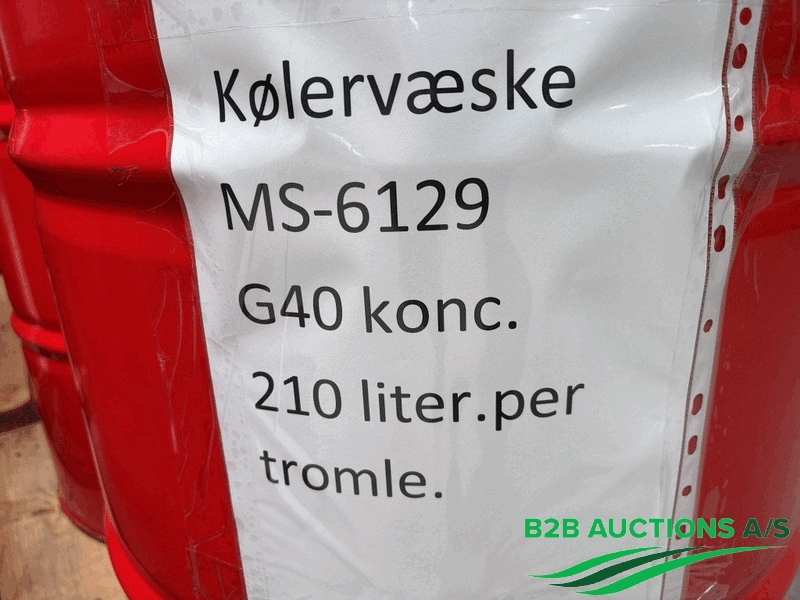 Kølervæske
MS-6129
G40 konc.
210 liter.per
tromle.
B2B AUCTIONS A/S